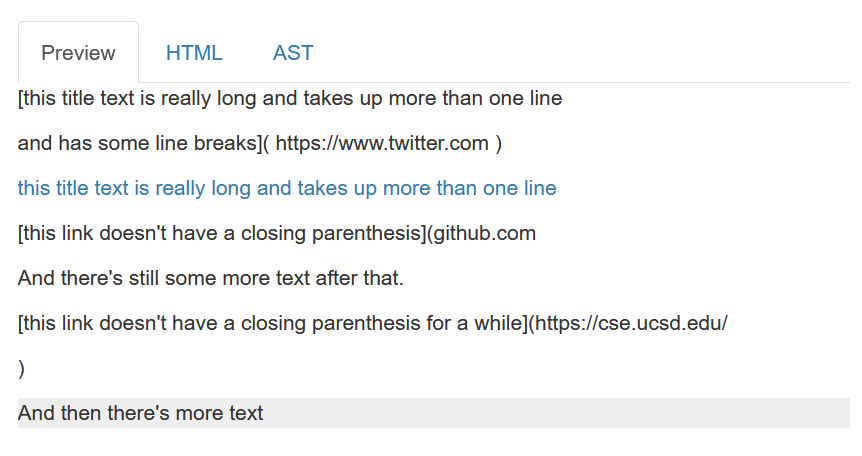 Preview HTML AST
[this title text is really long and takes up more than one line
and has some line breaks]( https://www.twitter.com )
this title text is really long and takes up more than one line
[this link doesn't have a closing parenthesis](github.com
And there's still some more text after that.
[this link doesn't have a closing parenthesis for a while](https://cse.ucsd.edu/
)
And then there's more text